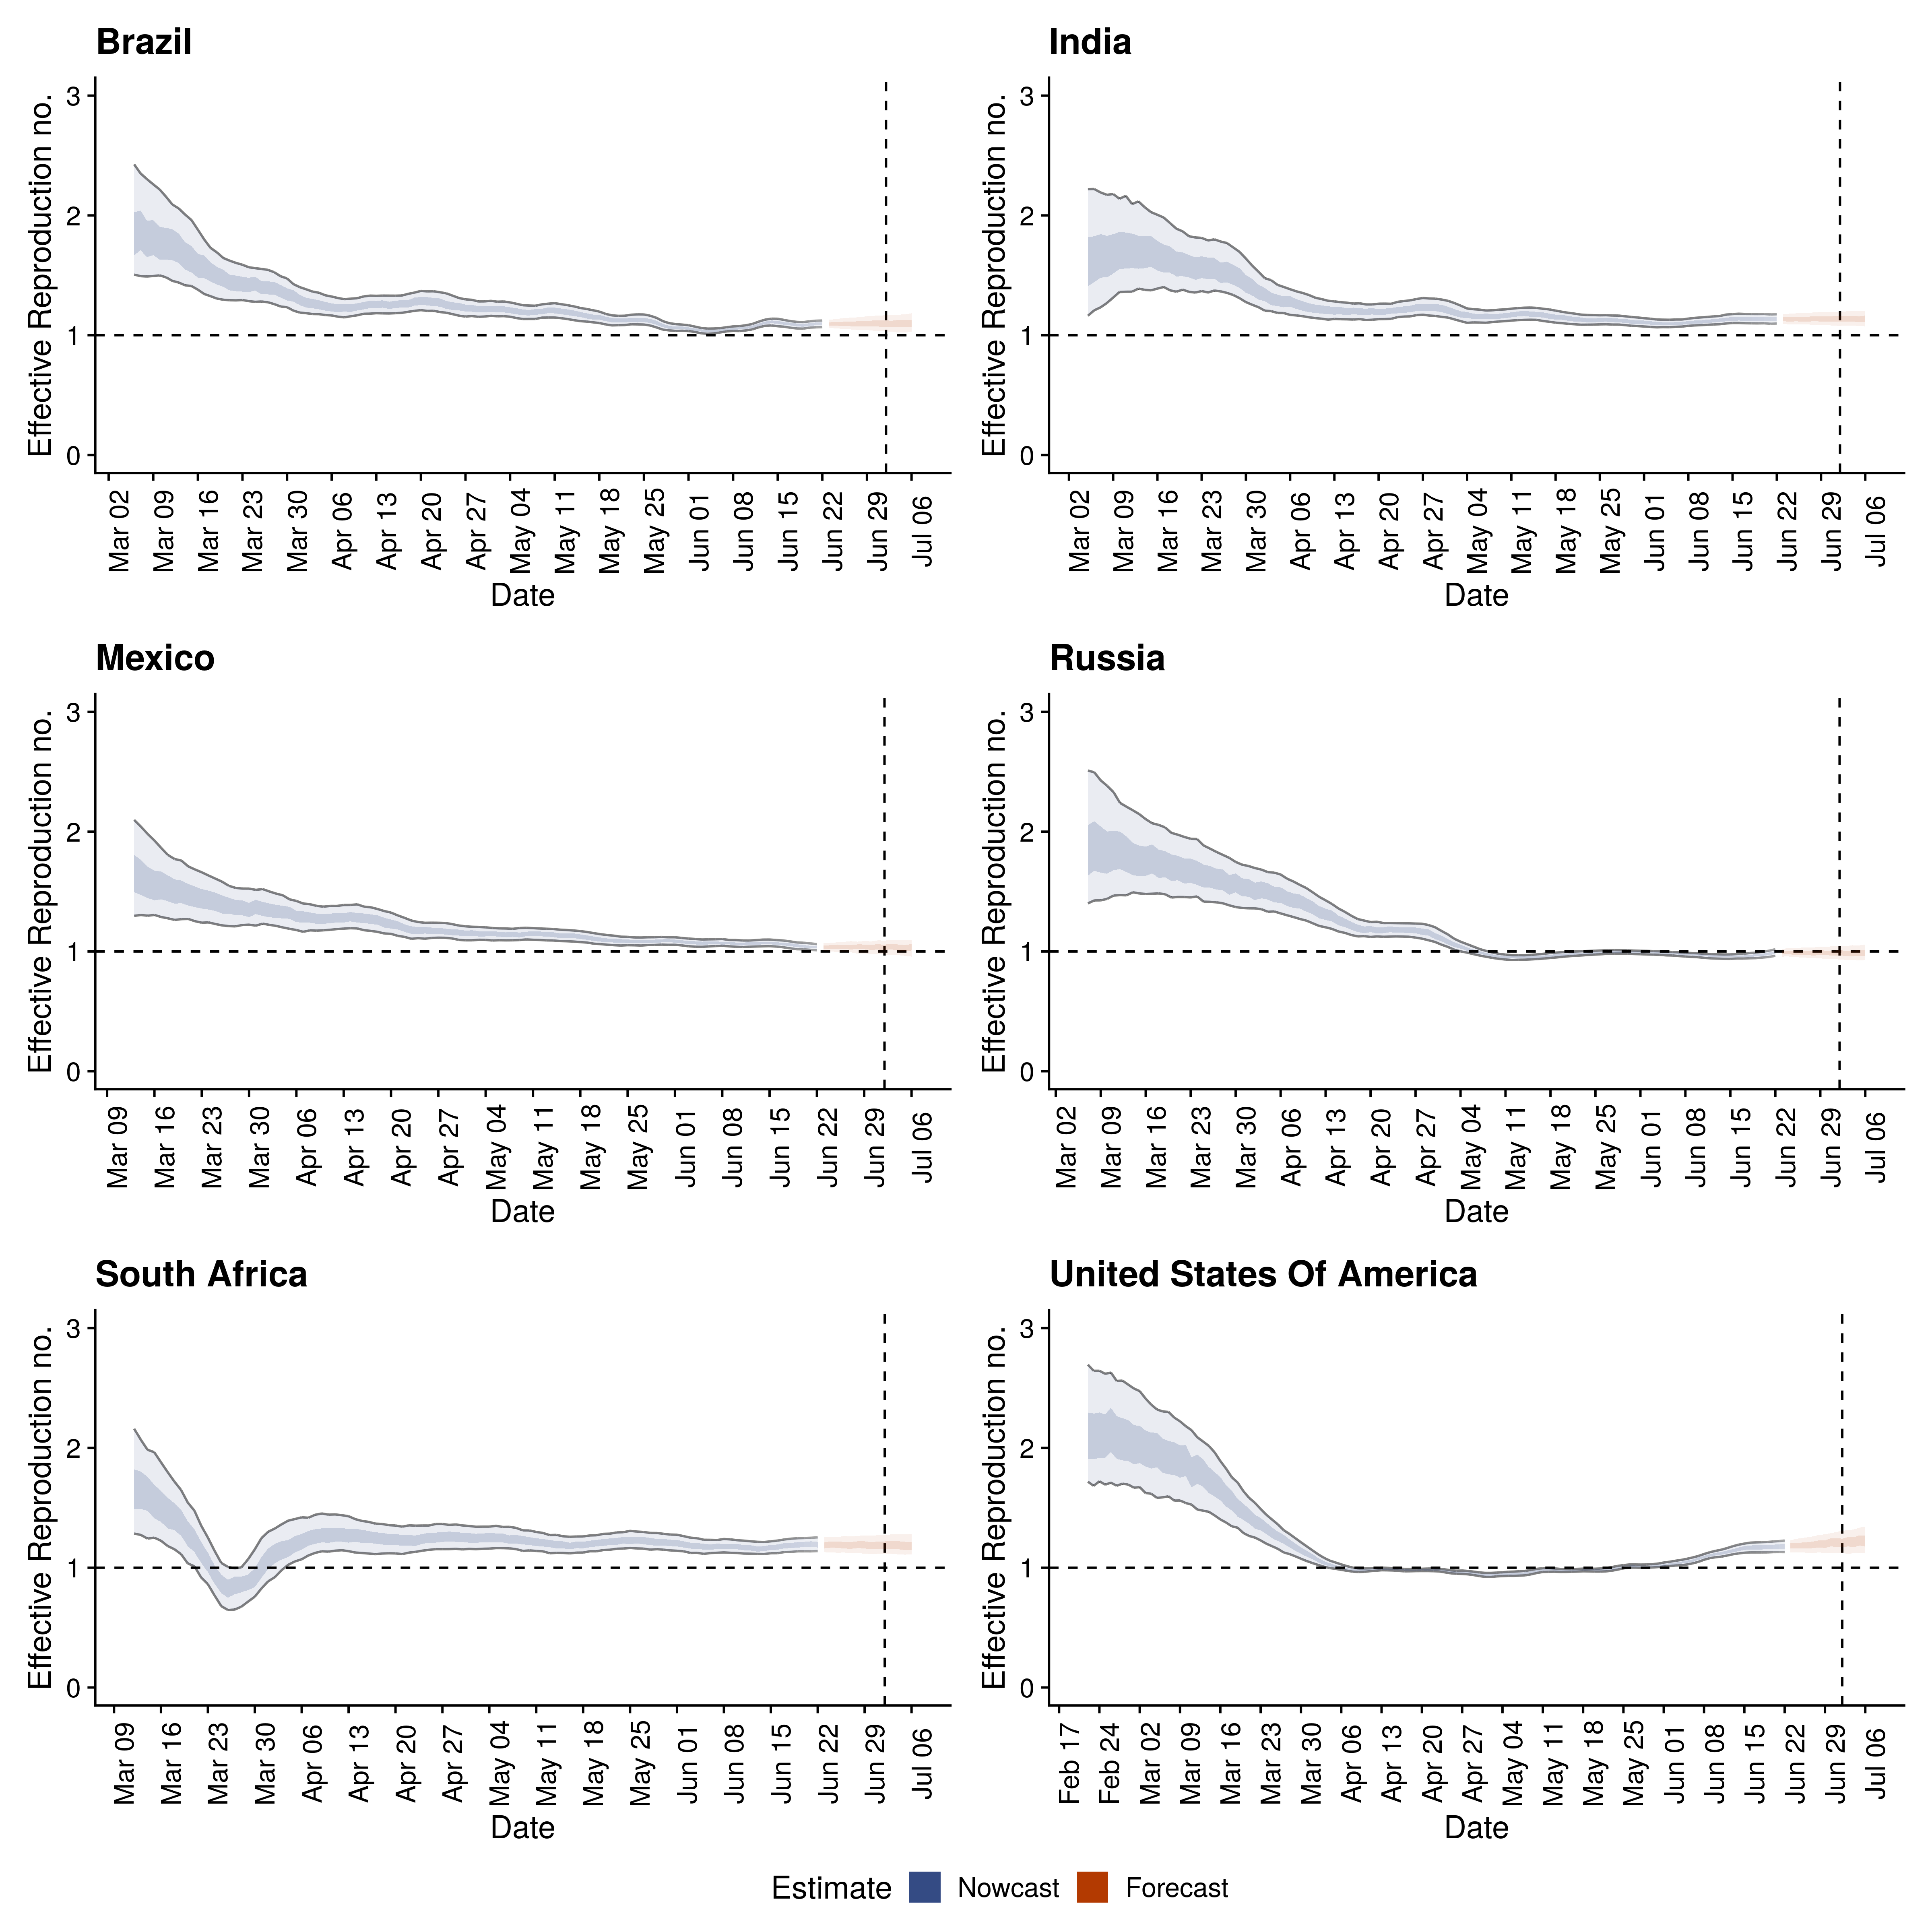 Brazil
Effective Reproduction no.
3
2
1
0
Mar 02
Mar 09
Mar 16
Mar 23
Mar 30
Apr 06
Apr 13
Apr 20
Apr 27
May 04
May 11
May 18
May 25
Jun 01
Jun 08
Jun 15
Jun 22
Jun 29
Jul 06
Date
India
Effective Reproduction no.
3
2
1
0
Mar 02
Mar 09
Mar 16
Mar 23
Mar 30
Apr 06
Apr 13
Apr 20
Apr 27
May 04
May 11
May 18
May 25
Jun 01
Jun 08
Jun 15
Jun 22
Jun 29
Jul 06
Date
Mexico
Effective Reproduction no.
3
2
1
0
Mar 09
Mar 16
Mar 23
Mar 30
Apr 06
Apr 13
Apr 20
Apr 27
May 04
May 11
May 18
May 25
Jun 01
Jun 08
Jun 15
Jun 22
Jun 29
Jul 06
Date
Russia
Effective Reproduction no.
3
2
1
0
Mar 02
Mar 09
Mar 16
Mar 23
Mar 30
Apr 06
Apr 13
Apr 20
Apr 27
May 04
May 11
May 18
May 25
Jun 01
Jun 08
Jun 15
Jun 22
Jun 29
Jul 06
Date
South Africa
Effective Reproduction no.
3
2
1
0
Mar 09
Mar 16
Mar 23
Mar 30
Apr 06
Apr 13
Apr 20
Apr 27
May 04
May 11
May 18
May 25
Jun 01
Jun 08
Jun 15
Jun 22
Jun 29
Jul 06
Date
United States Of America
Effective Reproduction no.
3
2
1
0
Feb 17
Feb 24
Mar 02
Mar 09
Mar 16
Mar 23
Mar 30
Apr 06
Apr 13
Apr 20
Apr 27
May 04
May 11
May 18
May 25
Jun 01
Jun 08
Jun 15
Jun 22
Jun 29
Jul 06
Date
Estimate Nowcast Forecast